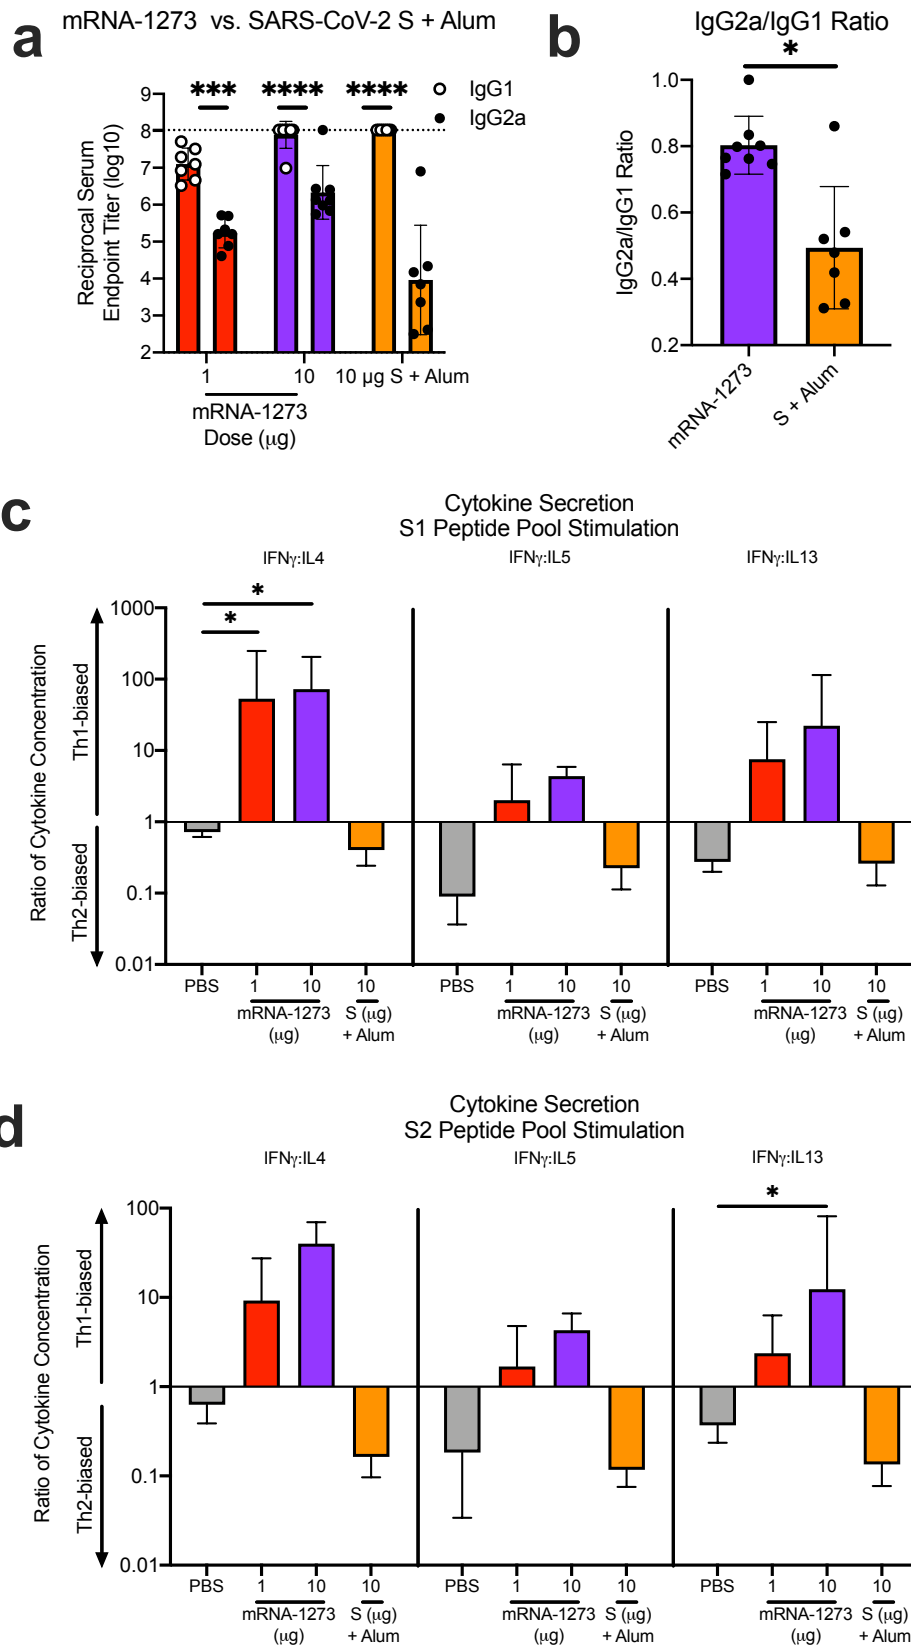 a
mRNA-1273 vs. SARS-CoV-2 S + Alum
*** **** ****
IgG1
IgG2a
Reciprocal Serum
Endpoint Titer (log10)
9
8
7
6
5
4
3
2
1 10 10 µg S + Alum
mRNA-1273
Dose (µg)
b
IgG2a/IgG1 Ratio
*
IgG2a/IgG1 Ratio
1.0
0.8
0.6
0.4
0.2
mRNA-1273
S + Alum
c
Cytokine Secretion
S1 Peptide Pool Stimulation
IFNγ:IL4 IFNγ:IL5 IFNγ:IL13
*
*
Ratio of Cytokine Concentration
Th2-biased Th1-biased
1000
100
10
1
0.1
0.01
PBS 1 10 10 PBS 1 10 10 PBS 1 10 10
mRNA-1273 S (µg) mRNA-1273 S (µg) mRNA-1273 S (µg)
(µg) + Alum (µg) + Alum (µg) + Alum
d
Cytokine Secretion
S2 Peptide Pool Stimulation
IFNγ:IL4 IFNγ:IL5 IFNγ:IL13
*
Ratio of Cytokine Concentration
Th2-biased Th1-biased
100
10
1
0.1
0.01
PBS 1 10 10 PBS 1 10 10 PBS 1 10 10
mRNA-1273 S (µg) mRNA-1273 S (µg) mRNA-1273 S (µg)
(µg) + Alum (µg) + Alum (µg) + Alum